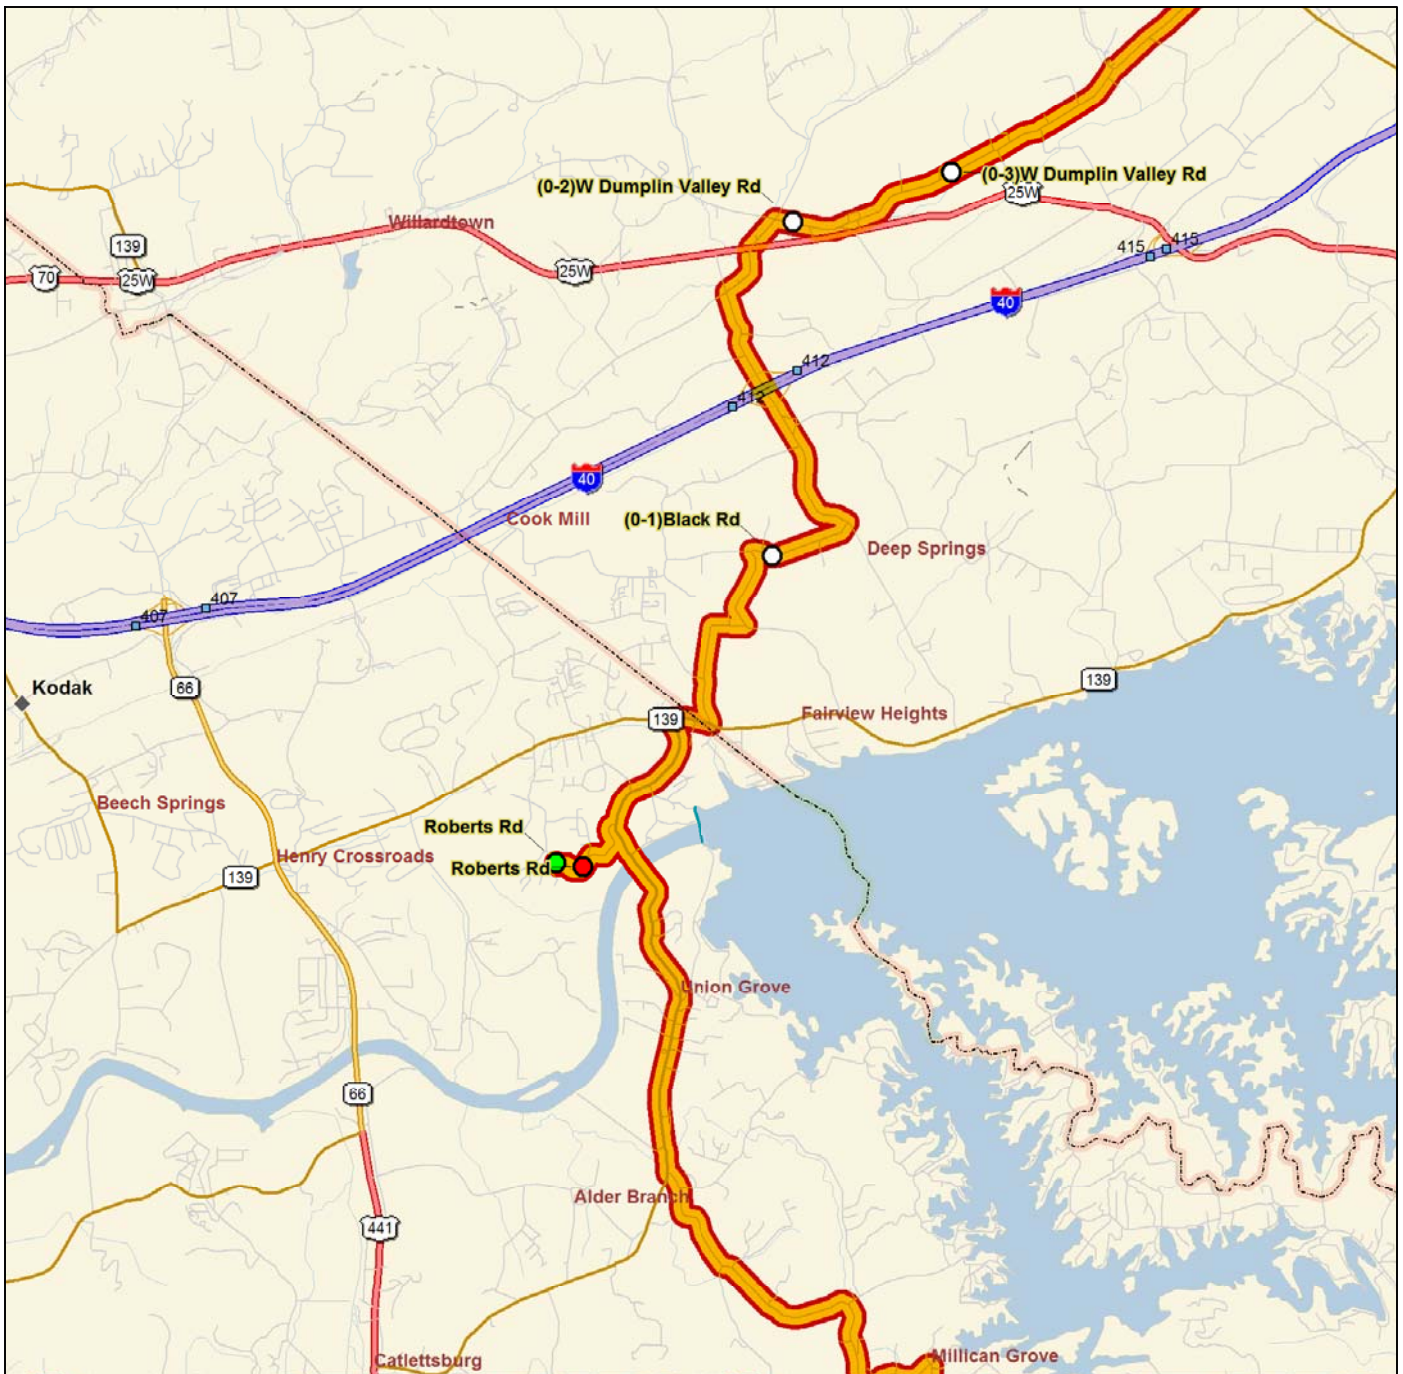 (0-3)W Dumplin Valley Rd
(0-2)W Dumplin Valley Rd
25W
Willardtown
139
415
415
70
25W
25W
40
412
412
40
Cook Mill
(0-1)Black Rd
Deep Springs
407
407
Kodak
66
139
139
Fairview Heights
Beech Springs
Roberts Rd
Henry Crossroads
Roberts Rd
139
Union Grove
66
Alder Branch
441
Catlettsburg
Millican Grove